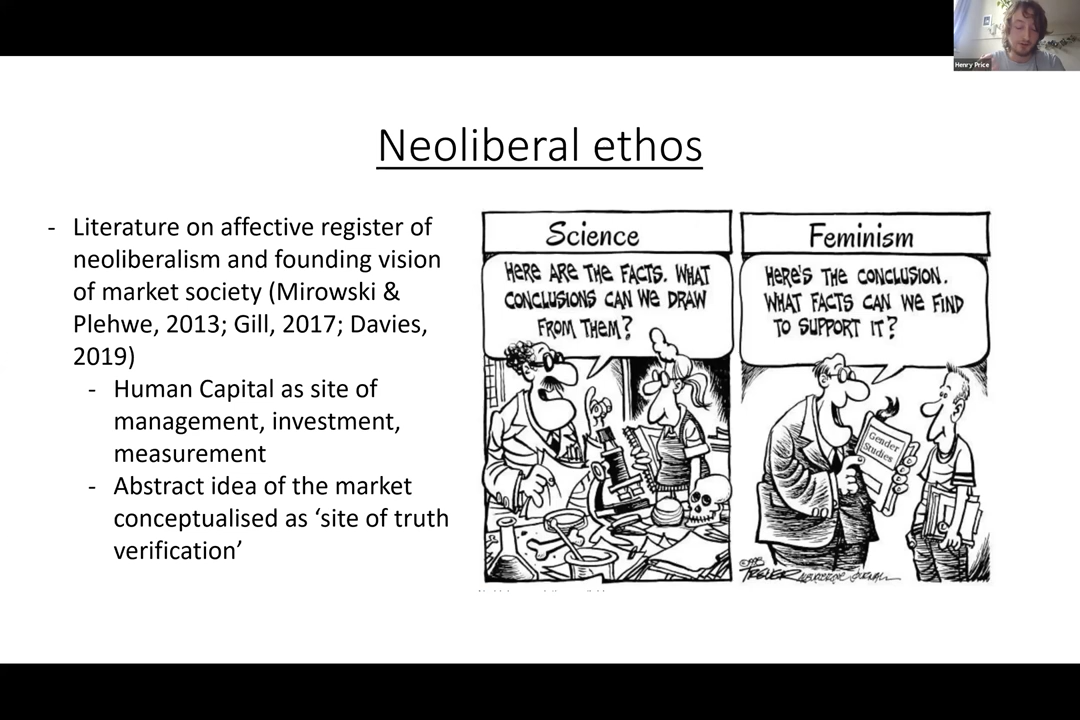 Henry Price
Neoliberal ethos
- Literature on affective register of
neoliberalism and founding vision
of market society (Mirowski &
Plehwe, 2013; Gill, 2017; Davies,
2019)
- Human Capital as site of
management, investment,
measurement
- Abstract idea of the market
conceptualised as ‘site of truth
verification’
Science
HERE ARE THE FACTS. WHAT
CONCLUSIONS CAN WE DRAW
FROM THEM?
Feminism
HERE'S THE CONCLUSION.
WHAT FACTS CAN WE FIND
TO SUPPORT IT?
Gender
Studies
TREVER ALBUQUERQUE JOURNAL